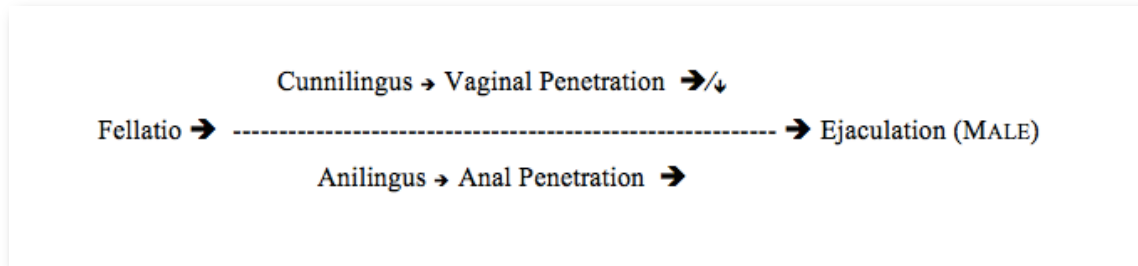 Cunnilingus → Vaginal Penetration ➔/↓
Fellatio ➔ ----------------------------------------------------------- ➔ Ejaculation (MALE)
Anilingus → Anal Penetration ➔